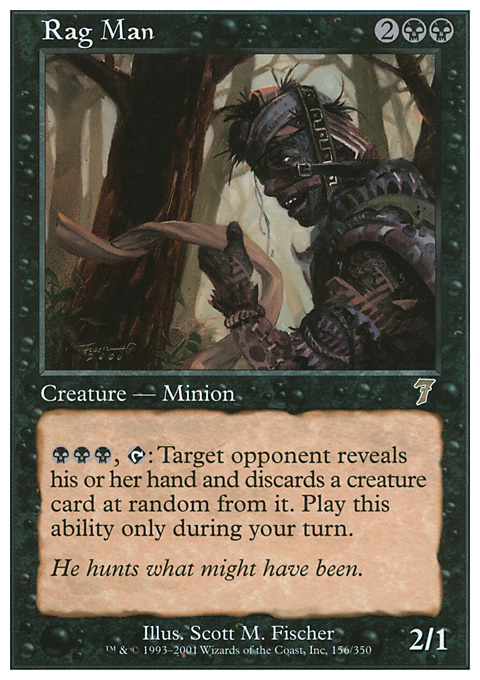 Rag Man 2
Creature — Minion 7
, : Target opponent reveals
his or her hand and discards a creature
card at random from it. Play this
ability only during your turn.
He hunts what might have been.
Illus. Scott M. Fischer
2/1
™ & © 1993–2001 Wizards of the Coast, Inc. 156/350